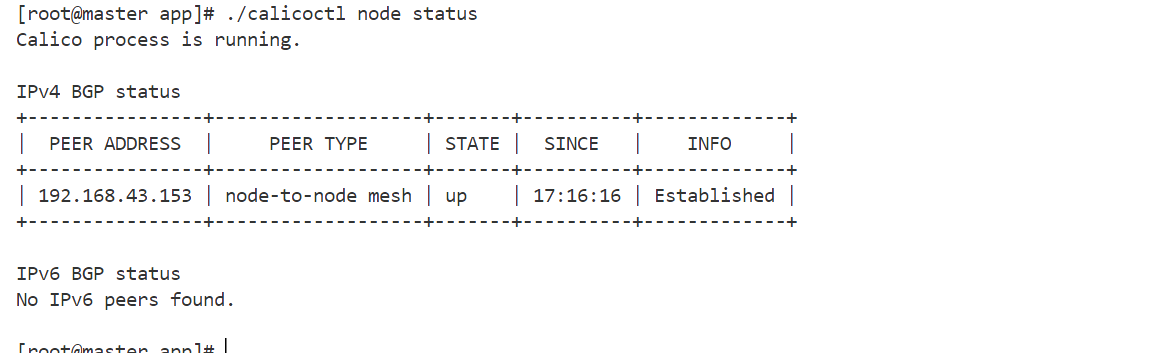 [root@master app]# ./calicoctl node status
Calico process is running.
IPv4 BGP status
+----------------+-------------------+-------+----------+-------------+
|  PEER ADDRESS  |     PEER TYPE     | STATE |  SINCE   |    INFO     |
+----------------+-------------------+-------+----------+-------------+
| 192.168.43.153 | node-to-node mesh | up    | 17:16:16 | Established |
+----------------+-------------------+-------+----------+-------------+
IPv6 BGP status
No IPv6 peers found.
[root@master app]#